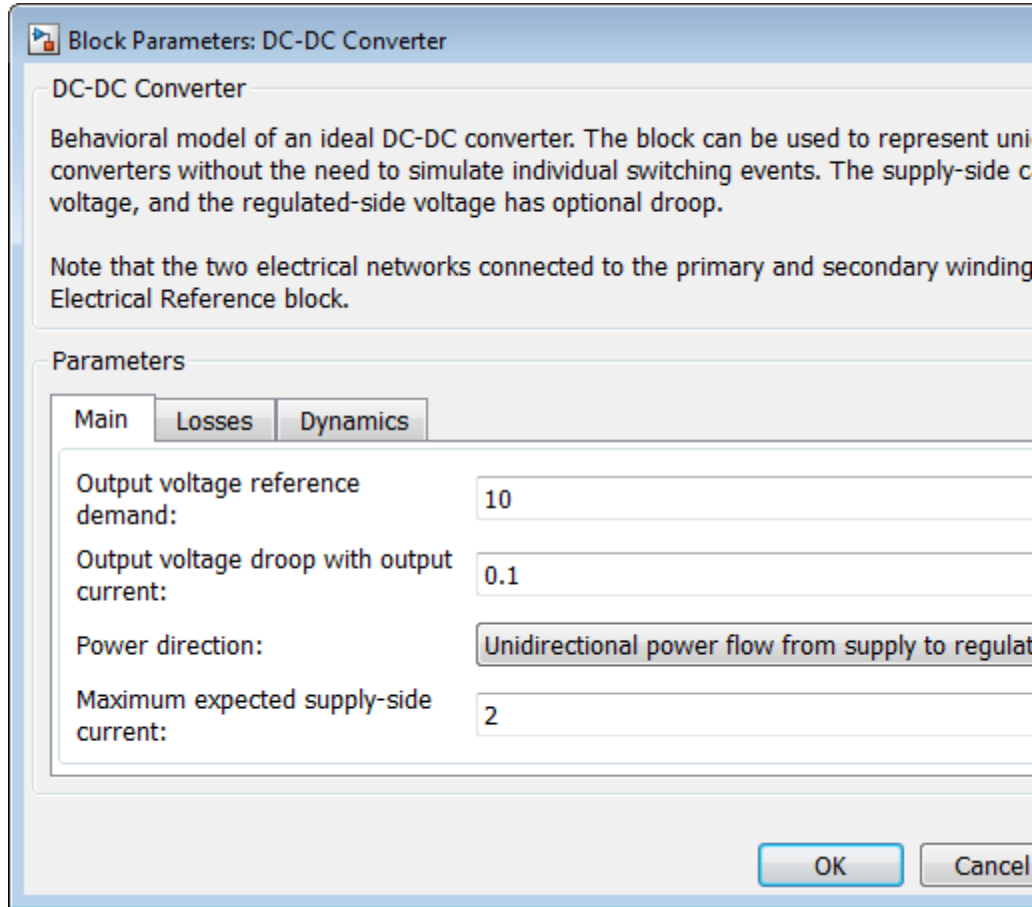 Block Parameters: DC-DC Converter
DC-DC Converter
Behavioral model of an ideal DC-DC converter. The block can be used to represent
converters without the need to simulate individual switching events. The supply-side
voltage, and the regulated-side voltage has optional droop.
Note that the two electrical networks connected to the primary and secondary winding
Electrical Reference block.
Parameters
Main Losses Dynamics
Output voltage reference
demand:
10
Output voltage droop with output
current:
0.1
Power direction:
Unidirectional power flow from supply to regulat
Maximum expected supply-side
current:
2
OK Cancel